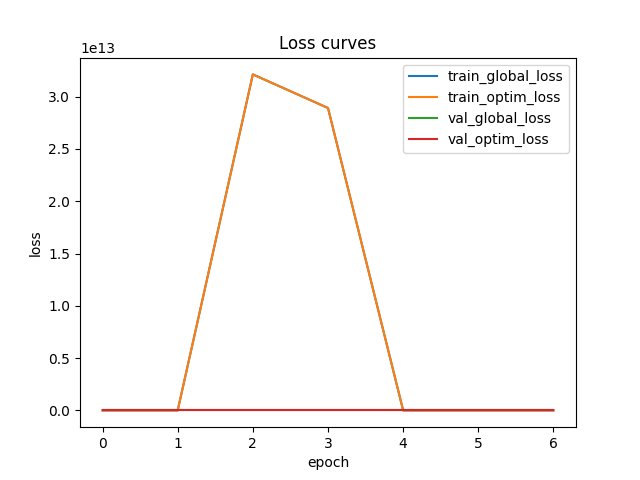 Loss curves
1e13
train_global_loss
train_optim_loss
val_global_loss
val_optim_loss
3.0
2.5
2.0
1.5
1.0
0.5
0.0
loss
0 1 2 3 4 5 6
epoch